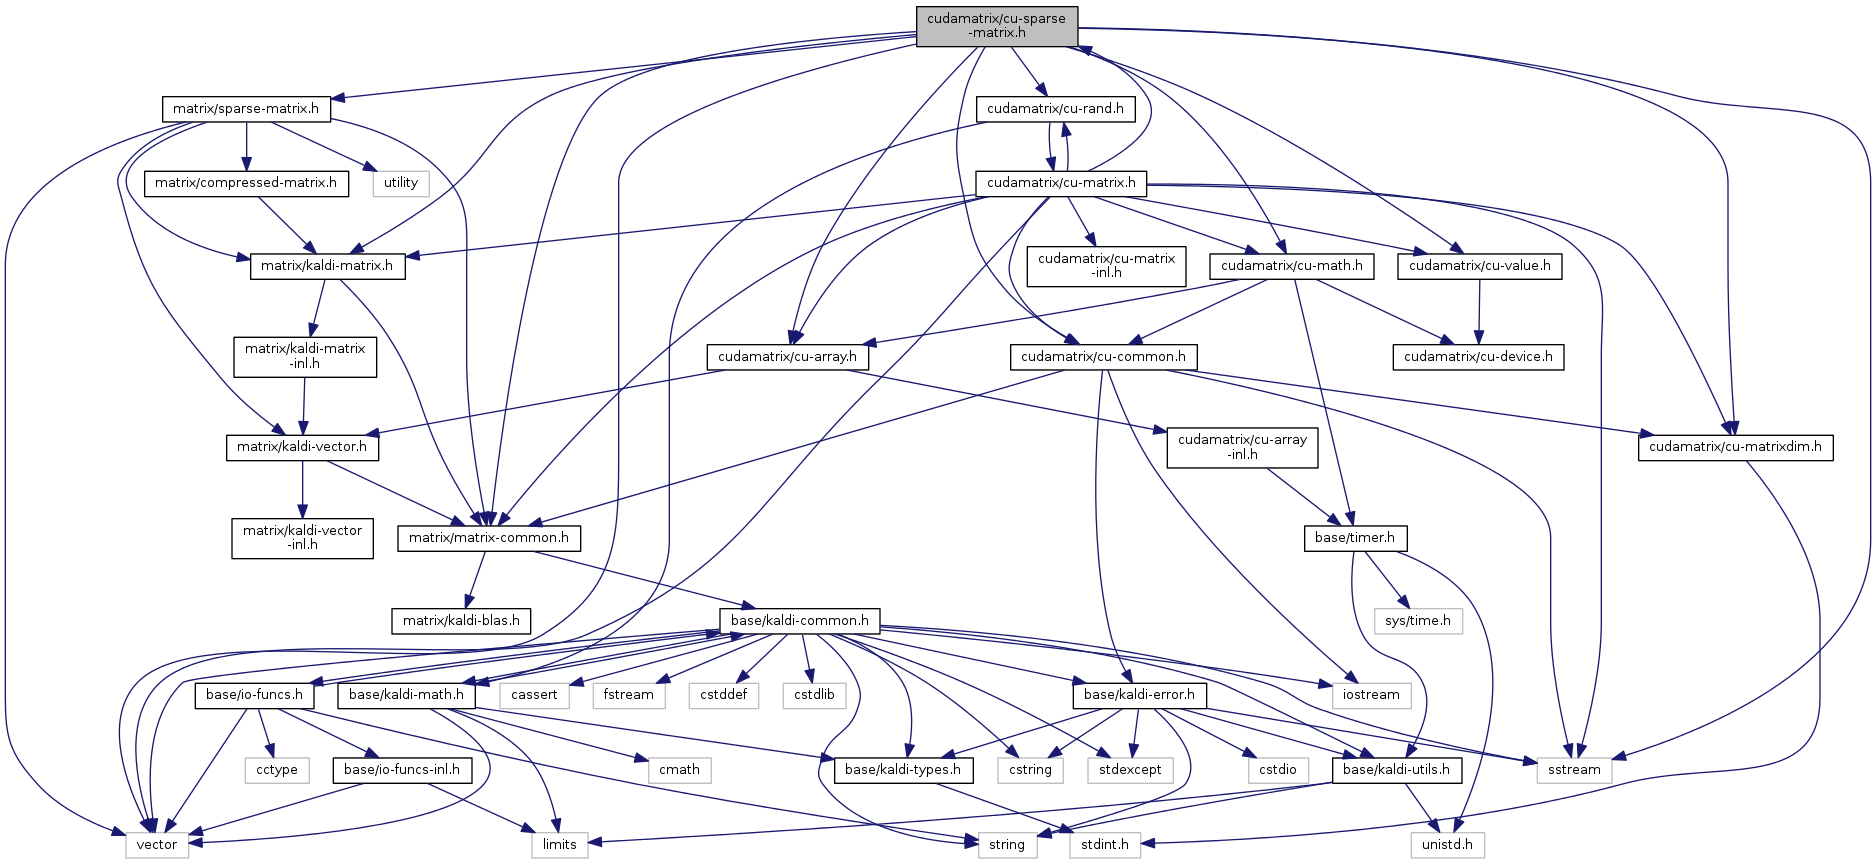 cudamatrix/cu-sparse
-matrix.h
matrix/sparse-matrix.h
cudamatrix/cu-rand.h
matrix/compressed-matrix.h
utility
cudamatrix/cu-matrix.h
matrix/kaldi-matrix.h
cudamatrix/cu-matrix
-inl.h
cudamatrix/cu-math.h
cudamatrix/cu-value.h
matrix/kaldi-matrix
-inl.h
cudamatrix/cu-array.h
cudamatrix/cu-common.h
cudamatrix/cu-device.h
matrix/kaldi-vector.h
cudamatrix/cu-array
-inl.h
cudamatrix/cu-matrixdim.h
matrix/kaldi-vector
-inl.h
matrix/matrix-common.h
base/timer.h
matrix/kaldi-blas.h
base/kaldi-common.h
sys/time.h
base/io-funcs.h
base/kaldi-math.h
cassert
fstream
cstddef
cstdlib
base/kaldi-error.h
iostream
cctype
base/io-funcs-inl.h
cmath
base/kaldi-types.h
cstring
stdexcept
cstdio
base/kaldi-utils.h
sstream
vector
limits
string
stdint.h
unistd.h